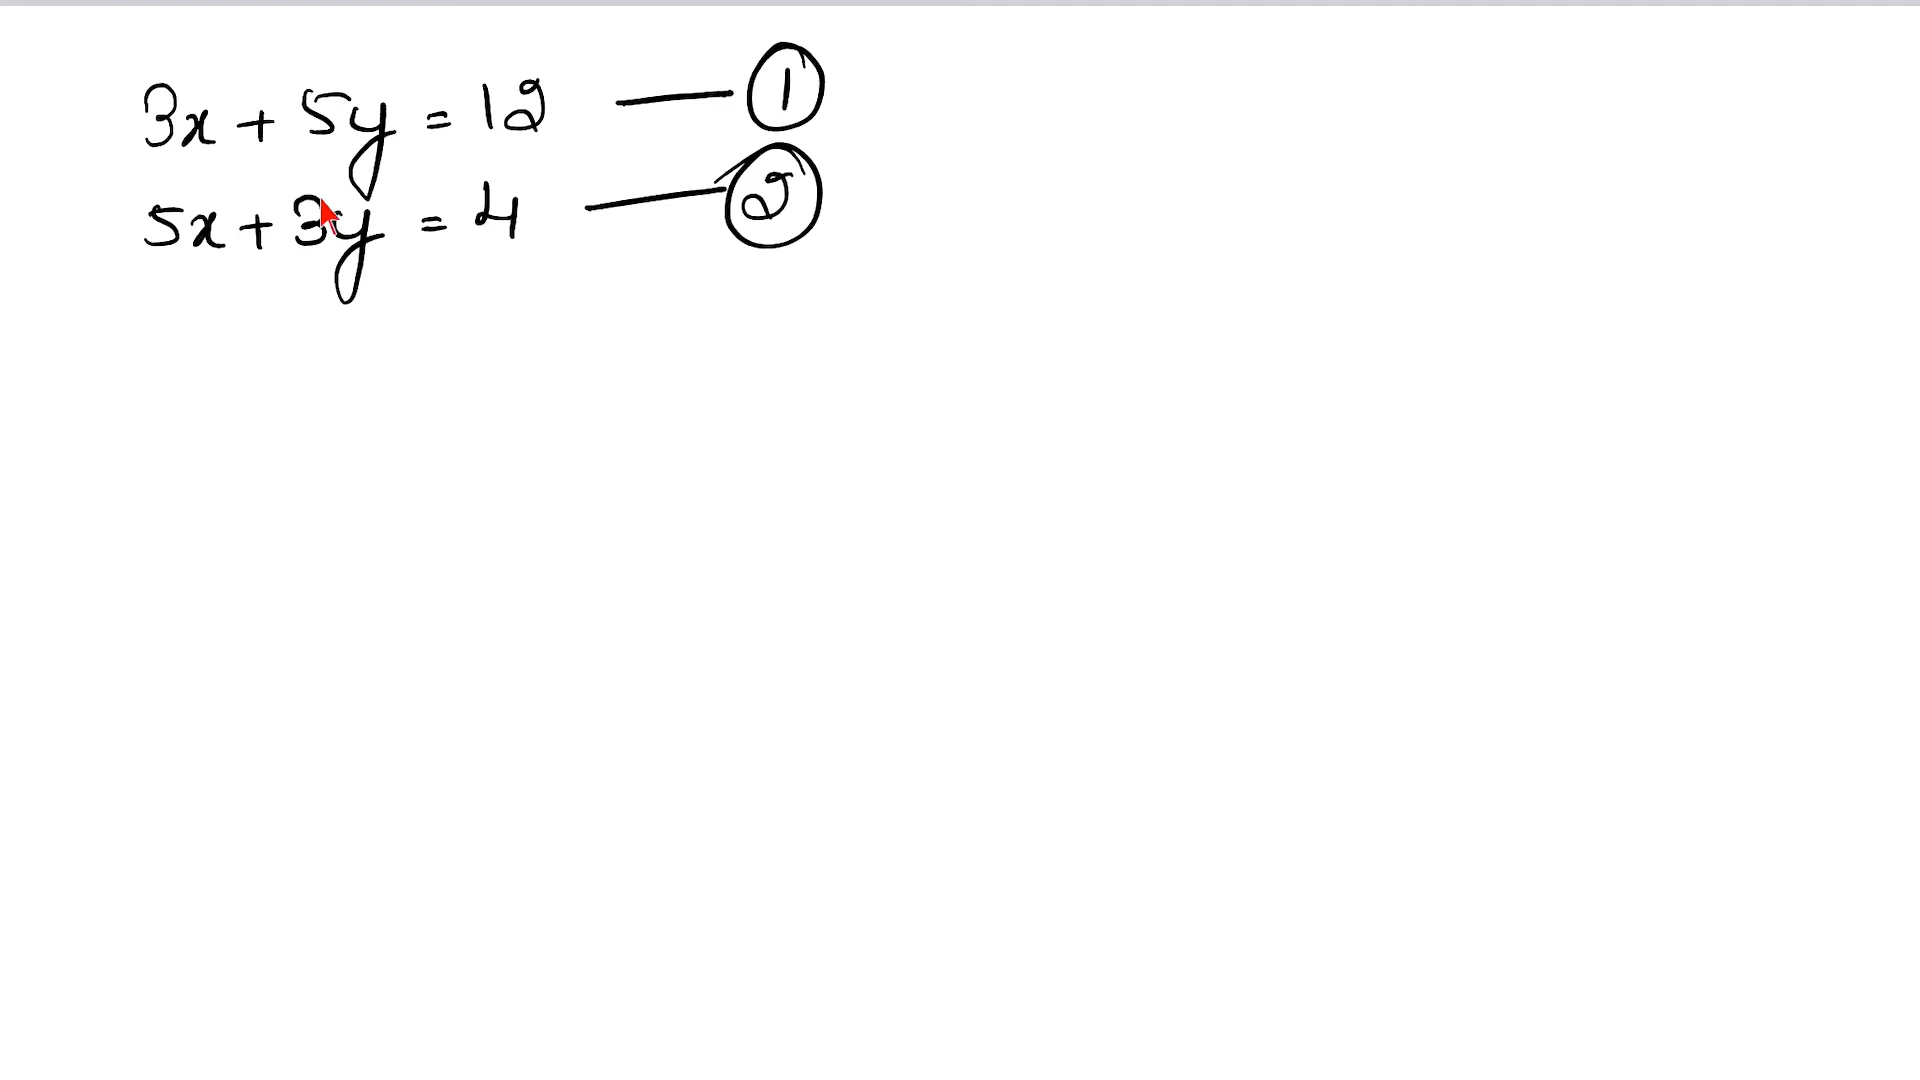 3x + 5y = 12 — ①
5x + 3y = 4 — ②